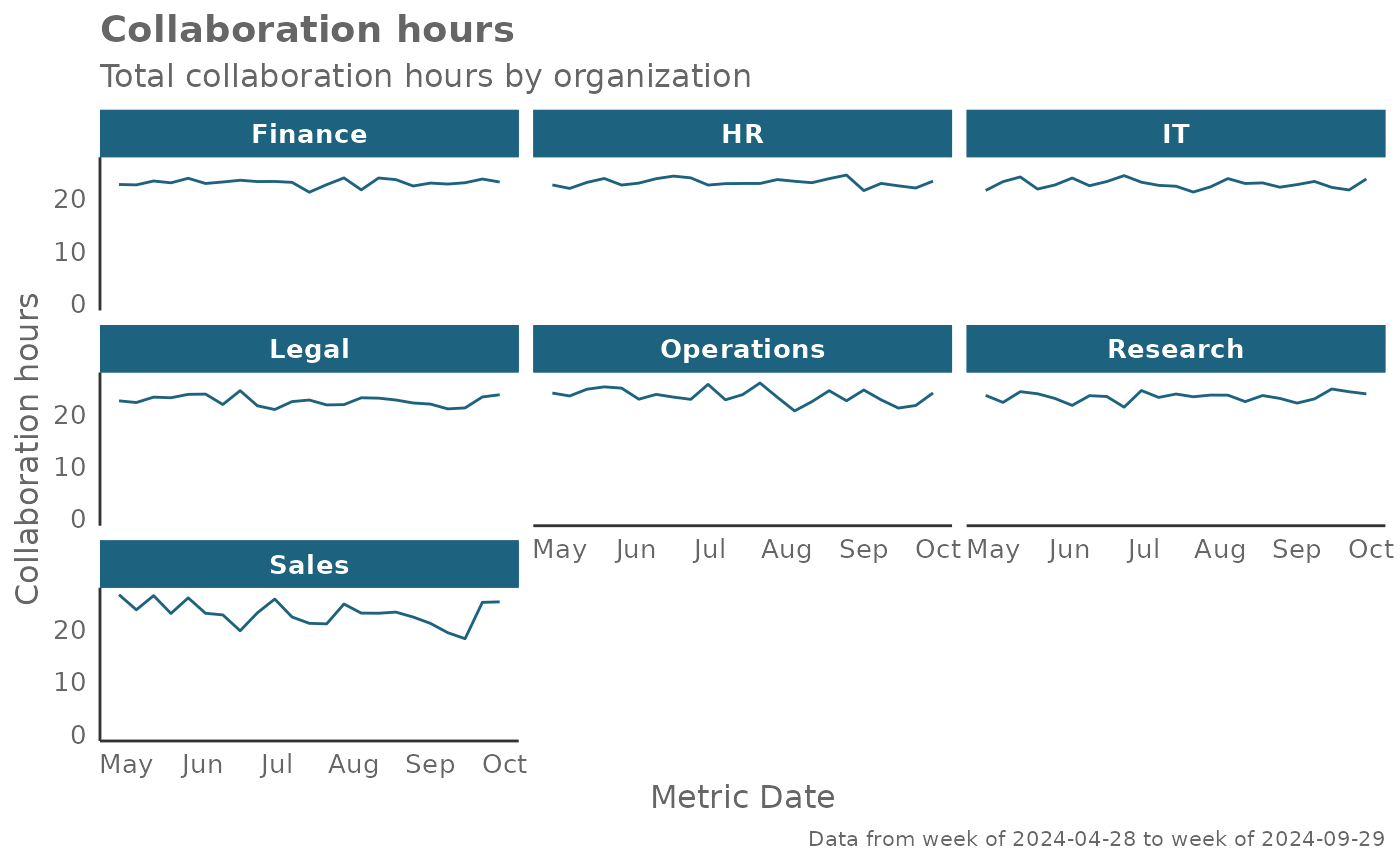 Collaboration hours
Total collaboration hours by organization
Finance
HR
IT
20
10
0
Legal
Operations
Research
20
10
0
May Jun Jul Aug Sep Oct
May Jun Jul Aug Sep Oct
Sales
20
10
0
May Jun Jul Aug Sep Oct
Collaboration hours
Metric Date
Data from week of 2024-04-28 to week of 2024-09-29